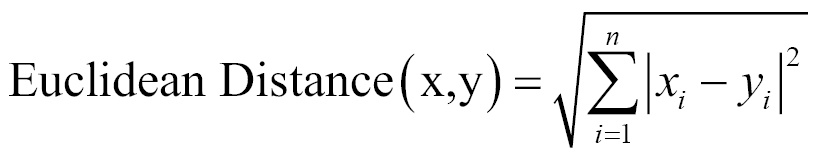 Euclidean Distance(x,y) = √(∑_{i=1}^{n} |x_i − y_i|^2)